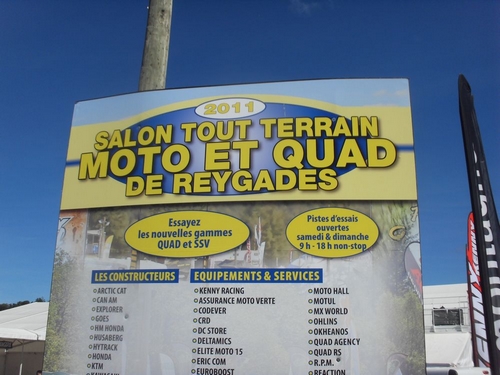 2011
SALON TOUT TERRAIN
MOTO ET QUAD
DE REYGADES
Essayez
les nouvelles gammes
QUAD et SSV
Pistes d'essais
ouvertes
samedi & dimanche
9 h - 18 h non-stop
LES CONSTRUCTEURS
ARCTIC CAT
CAN AM
EXPLORER
GOES
HM HONDA
HUSABERG
HYTRACK
HONDA
KTM
KAWASAKI
EQUIPEMENTS & SERVICES
KENNY RACING
ASSURANCE MOTO VERTE
CODEVER
CRD
DC STORE
DELTAMICS
ELITE MOTO 15
ERIC COM
EUROBOOST
MOTO HALL
MOTUL
MX WORLD
OHLINS
OKHEANOS
QUAD AGENCY
QUAD RS
R.P.M.
REACTION